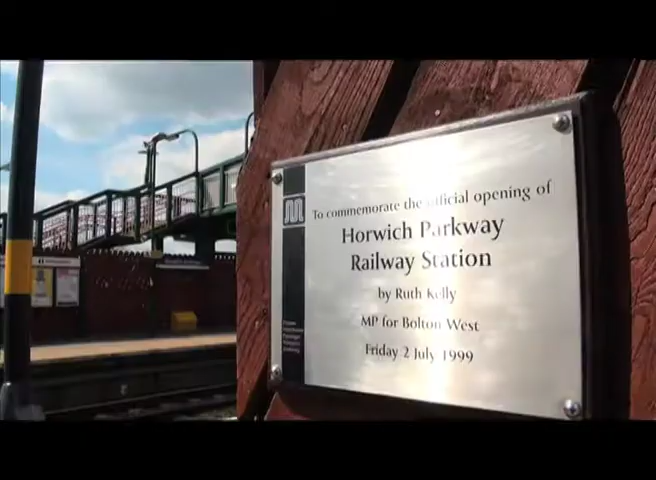 To commemorate the official opening of
Horwich Parkway
Railway Station
by Ruth Kelly
MP for Bolton West
Friday 2 July 1999